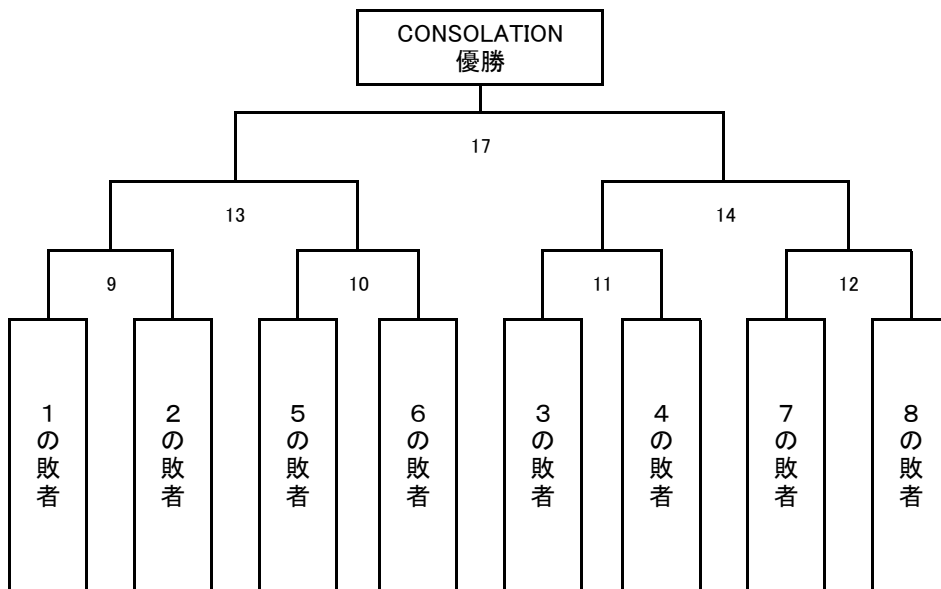 CONSOLATION
優勝
17
13
14
9
10
11
12
1の敗者
2の敗者
5の敗者
6の敗者
3の敗者
4の敗者
7の敗者
8の敗者